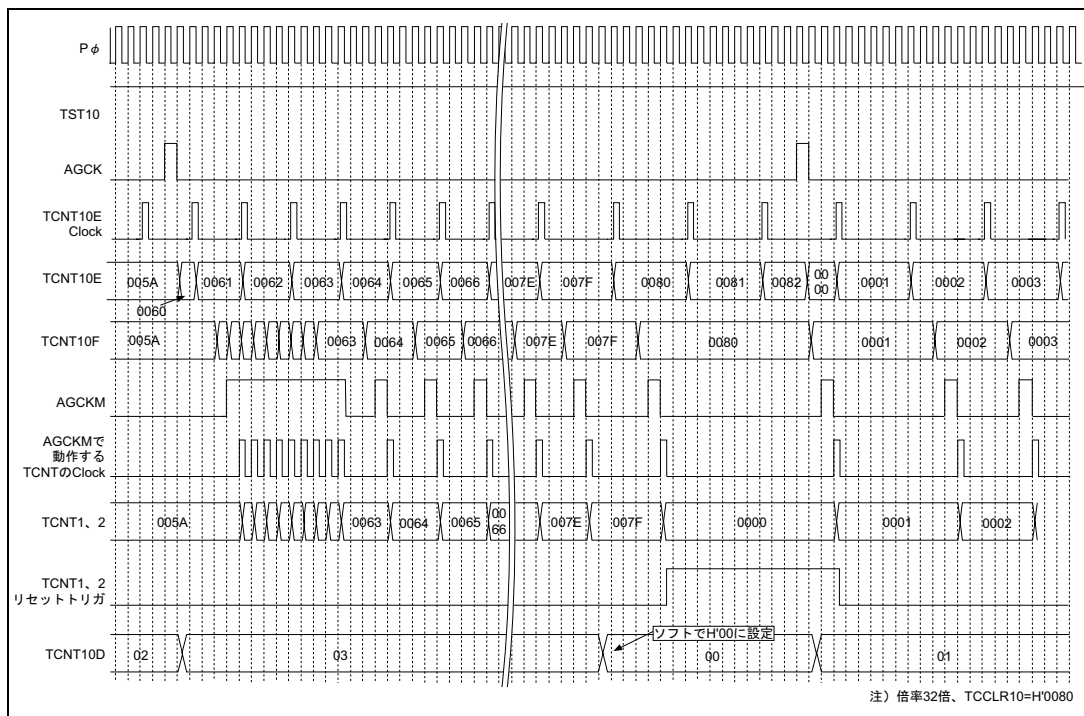 Pφ
TST10
AGCK
TCNT10E
Clock
TCNT10E
005A
0061
0062
0063
0064
0065
0066
007E
007F
0080
0081
0082
00
00
0001
0002
0003
0060
TCNT10F
005A
0063
0064
0065
0066
007E
007F
0080
0001
0002
0003
AGCKM
AGCKMで
動作する
TCNTのClock
TCNT1、2
005A
0063
0064
0065
00
66
007E
007F
0000
0001
0002
TCNT1、2
リセットトリガ
ソフトでH'00に設定
TCNT10D
02
03
00
01
注）倍率32倍、TCCLR10=H'0080